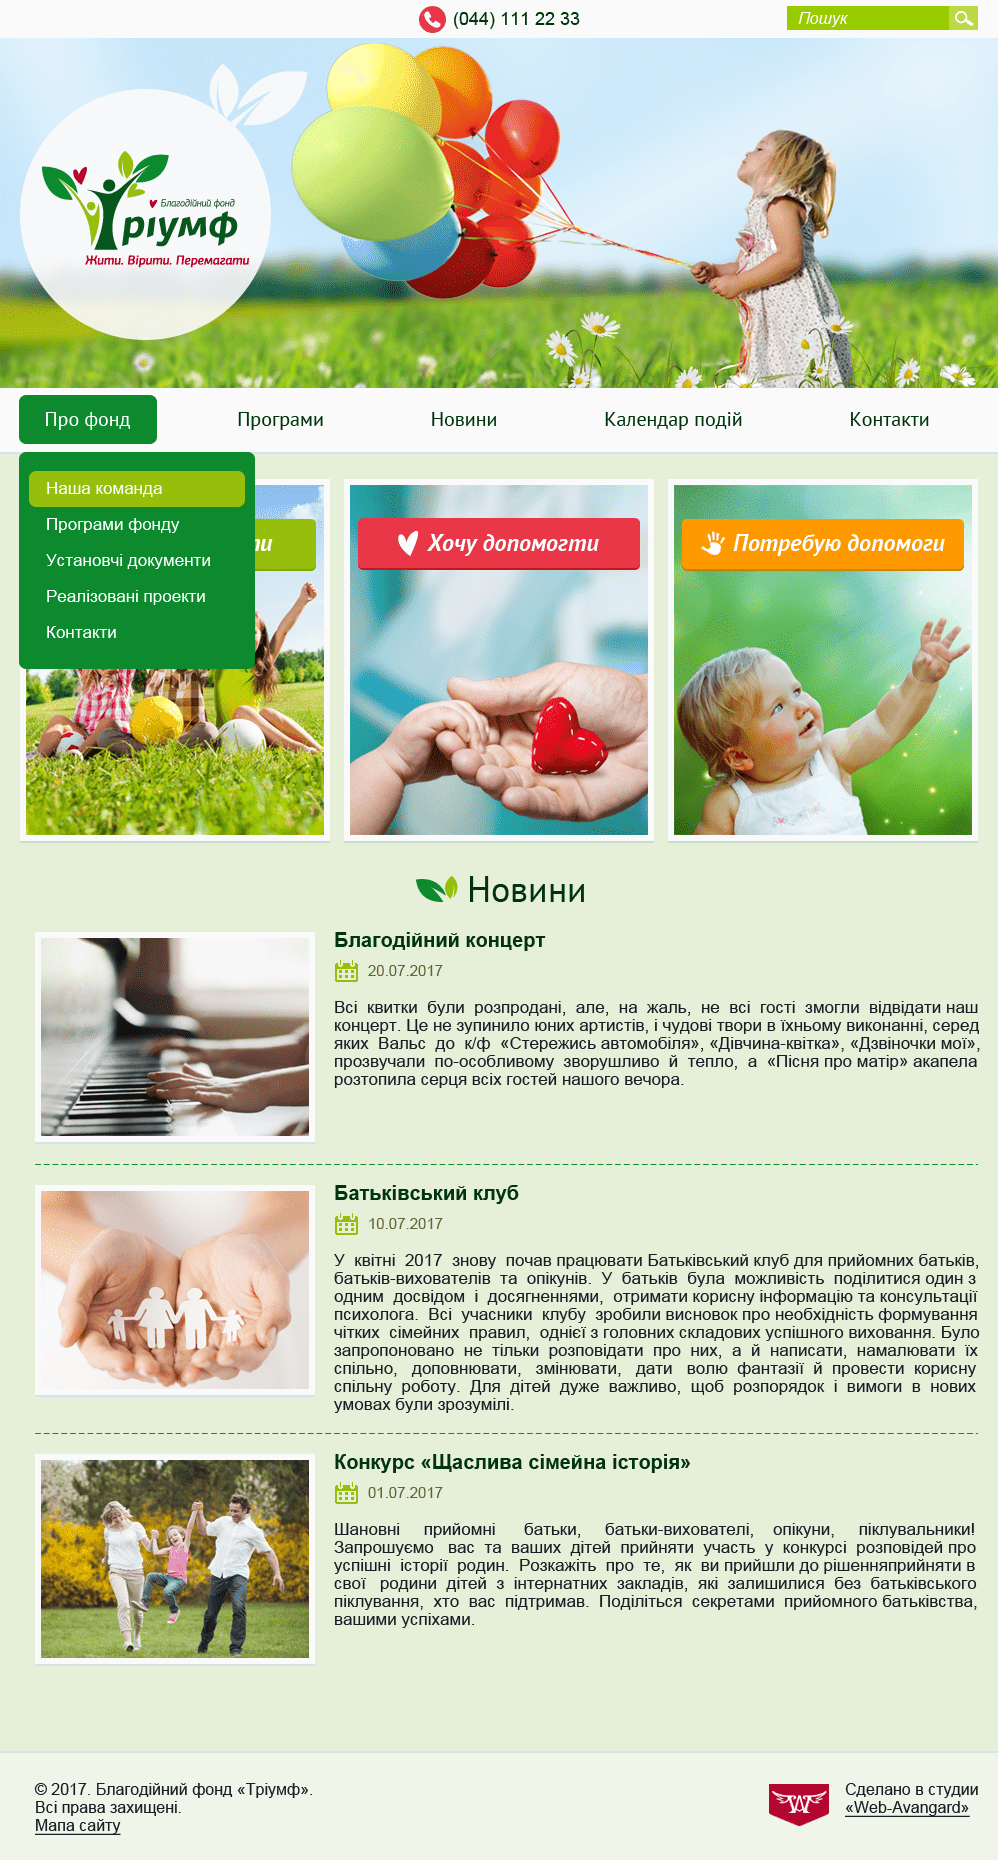 (044) 111 22 33
Пошук
Благодійний фонд
Тріумф
Жити. Вірити. Перемагати
Про фонд
Програми
Новини
Календар подій
Контакти
Наша команда
Програми фонду
Установчі документи
Реалізовані проекти
Контакти
Хочу допомогти
Потребую допомоги
Новини
Благодійний концерт
20.07.2017
Всі квитки були розпродані, але, на жаль, не всі гості змогли відвідати наш
концерт. Це не зупинило юних артистів, і чудові твори в їхньому виконанні, серед
яких Вальс до к/ф «Стережись автомобіля», «Дівчина-квітка», «Дзвіночки мої»,
прозвучали по-особливому зворушливо й тепло, а «Пісня про матір» акапела
розтопила серця всіх гостей нашого вечора.
Батьківський клуб
10.07.2017
У квітні 2017 знову почав працювати Батьківський клуб для прийомних батьків,
батьків-вихователів та опікунів. У батьків була можливість поділитися один з
одним досвідом і досягненнями, отримати корисну інформацію та консультації
психолога. Всі учасники клубу зробили висновок про необхідність формування
чітких сімейних правил, однієї з головних складових успішного виховання. Було
запропоновано не тільки розповідати про них, а й написати, намалювати їх
спільно, доповнювати, змінювати, дати волю фантазії й провести корисну
спільну роботу. Для дітей дуже важливо, щоб розпорядок і вимоги в нових
умовах були зрозумілі.
Конкурс «Щаслива сімейна історія»
01.07.2017
Шановні прийомні батьки, батьки-вихователі, опікуни, піклувальники!
Запрошуємо вас та ваших дітей прийняти участь у конкурсі розповідей про
успішні історії родин. Розкажіть про те, як ви прийшли до рішенняприйняти в
свої родини дітей з інтернатних закладів, які залишилися без батьківського
піклування, хто вас підтримав. Поділіться секретами прийомного батьківства,
вашими успіхами.
© 2017. Благодійний фонд «Тріумф».
Всі права захищені.
Мапа сайту
Сделано в студии
«Web-Avangard»